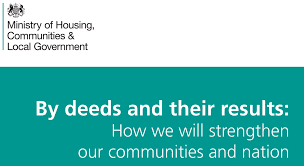 Ministry of Housing,
Communities &
Local Government
By deeds and their results:
How we will strengthen
our communities and nation